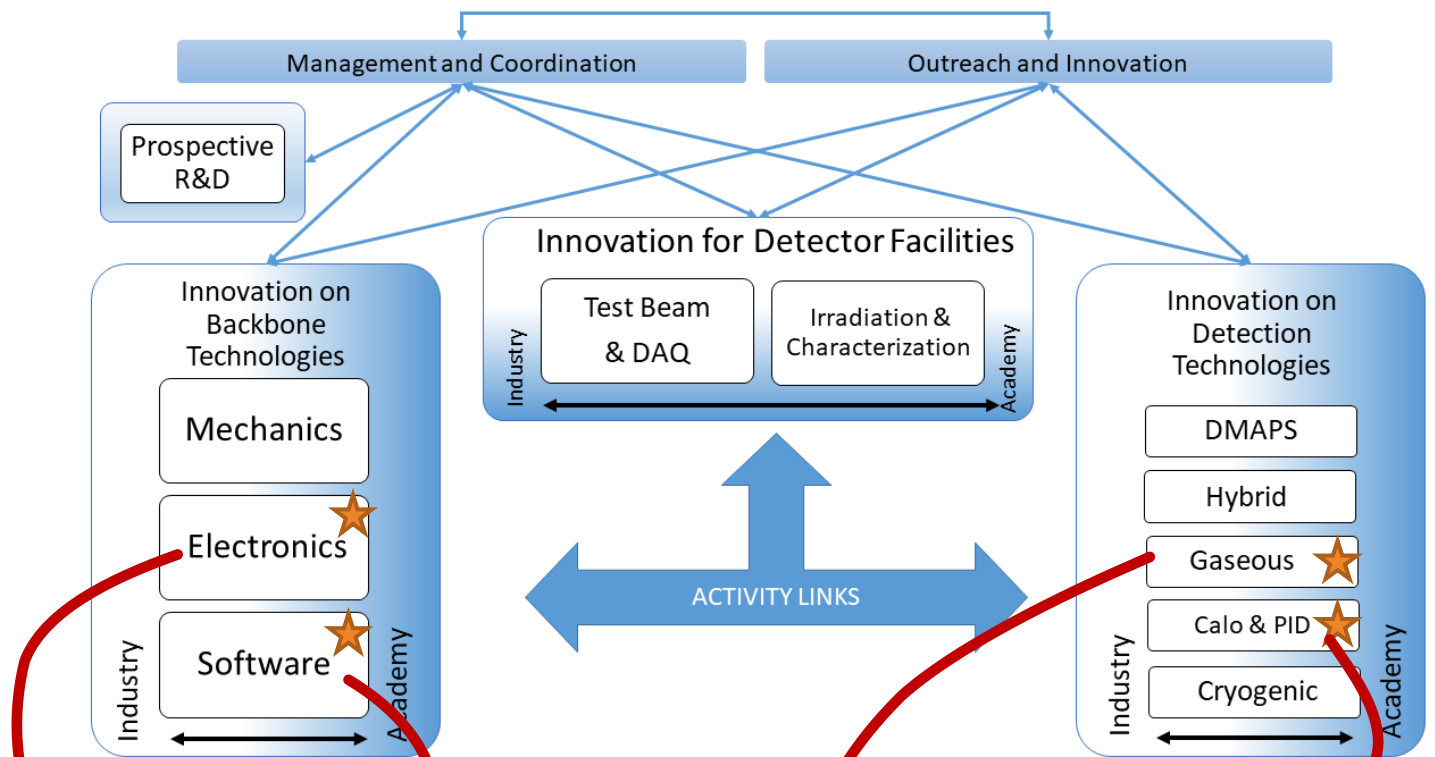 Management and Coordination
Outreach and Innovation
Prospective
R&D
Innovation for Detector Facilities
Test Beam
& DAQ
Irradiation &
Characterization
Industry
Academy
Innovation on
Backbone
Technologies
Mechanics
Electronics
Software
Industry
Academy
ACTIVITY LINKS
Innovation on
Detection
Technologies
DMAPS
Hybrid
Gaseous
Calo & PID
Cryogenic
Industry
Academy